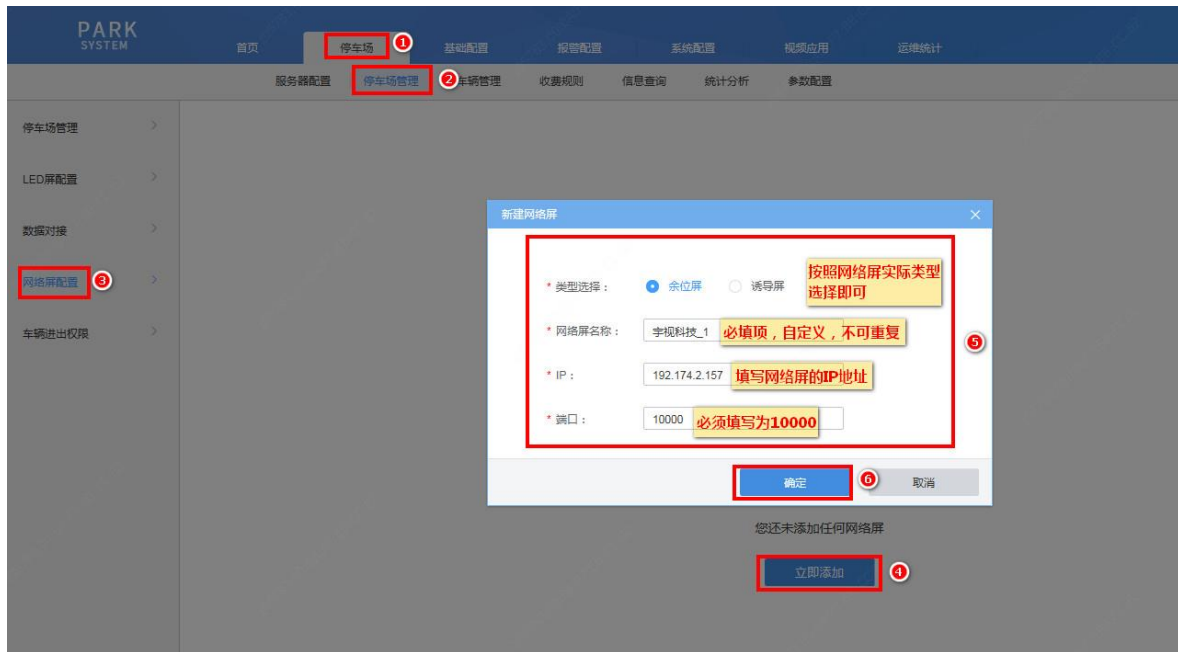 PARK
SYSTEM
首页 停车场 1 基础配置 报警配置 系统配置 视频应用 运维统计
服务器配置 停车场管理 2 车辆管理 收费规则 信息查询 统计分析 参数配置
停车场管理
LED屏配置
数据对接
网络屏配置 3
车辆进出权限
新建网络屏
* 类型选择: 余位屏 诱导屏 按照网络屏实际类型
选择即可
* 网络屏名称: 宇视科技_1 必填项,自定义,不可重复
5
* IP: 192.174.2.157 填写网络屏的IP地址
* 端口: 10000 必须填写为10000
确定 6 取消
您还未添加任何网络屏
立即添加 4